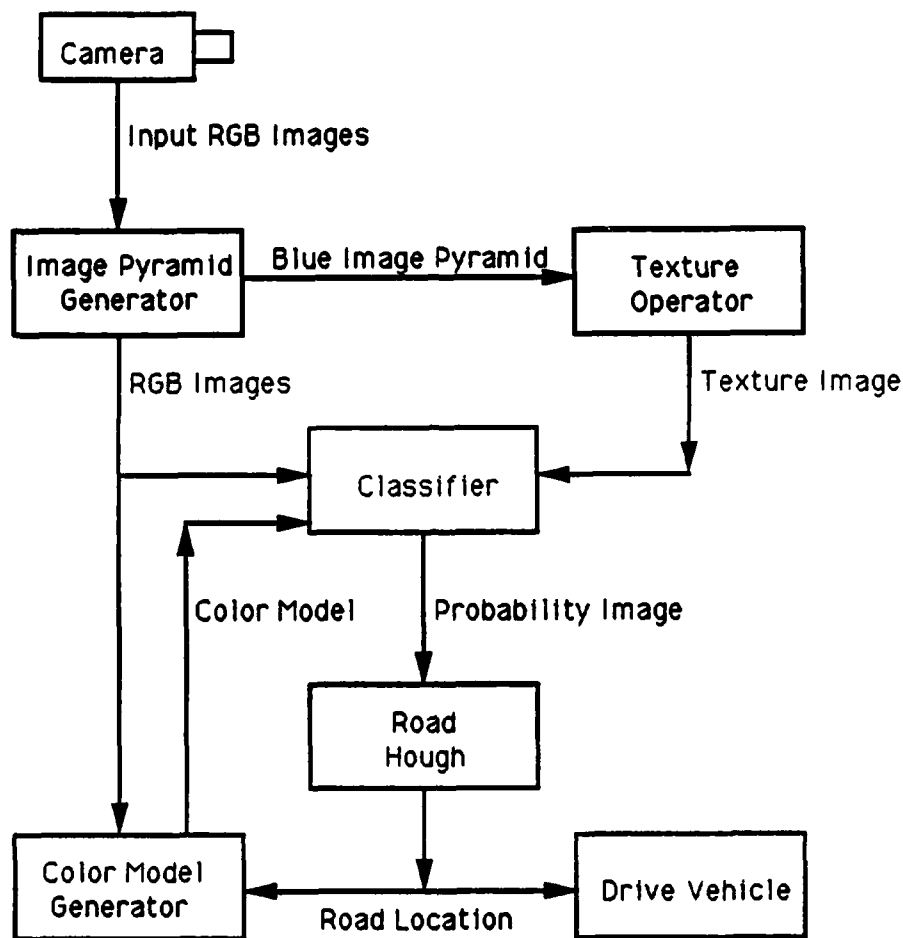 Camera
Input RGB Images
Image Pyramid
Generator
Blue Image Pyramid
Texture
Operator
RGB Images
Texture Image
Classifier
Color Model
Probability Image
Road
Hough
Color Model
Generator
Road Location
Drive Vehicle